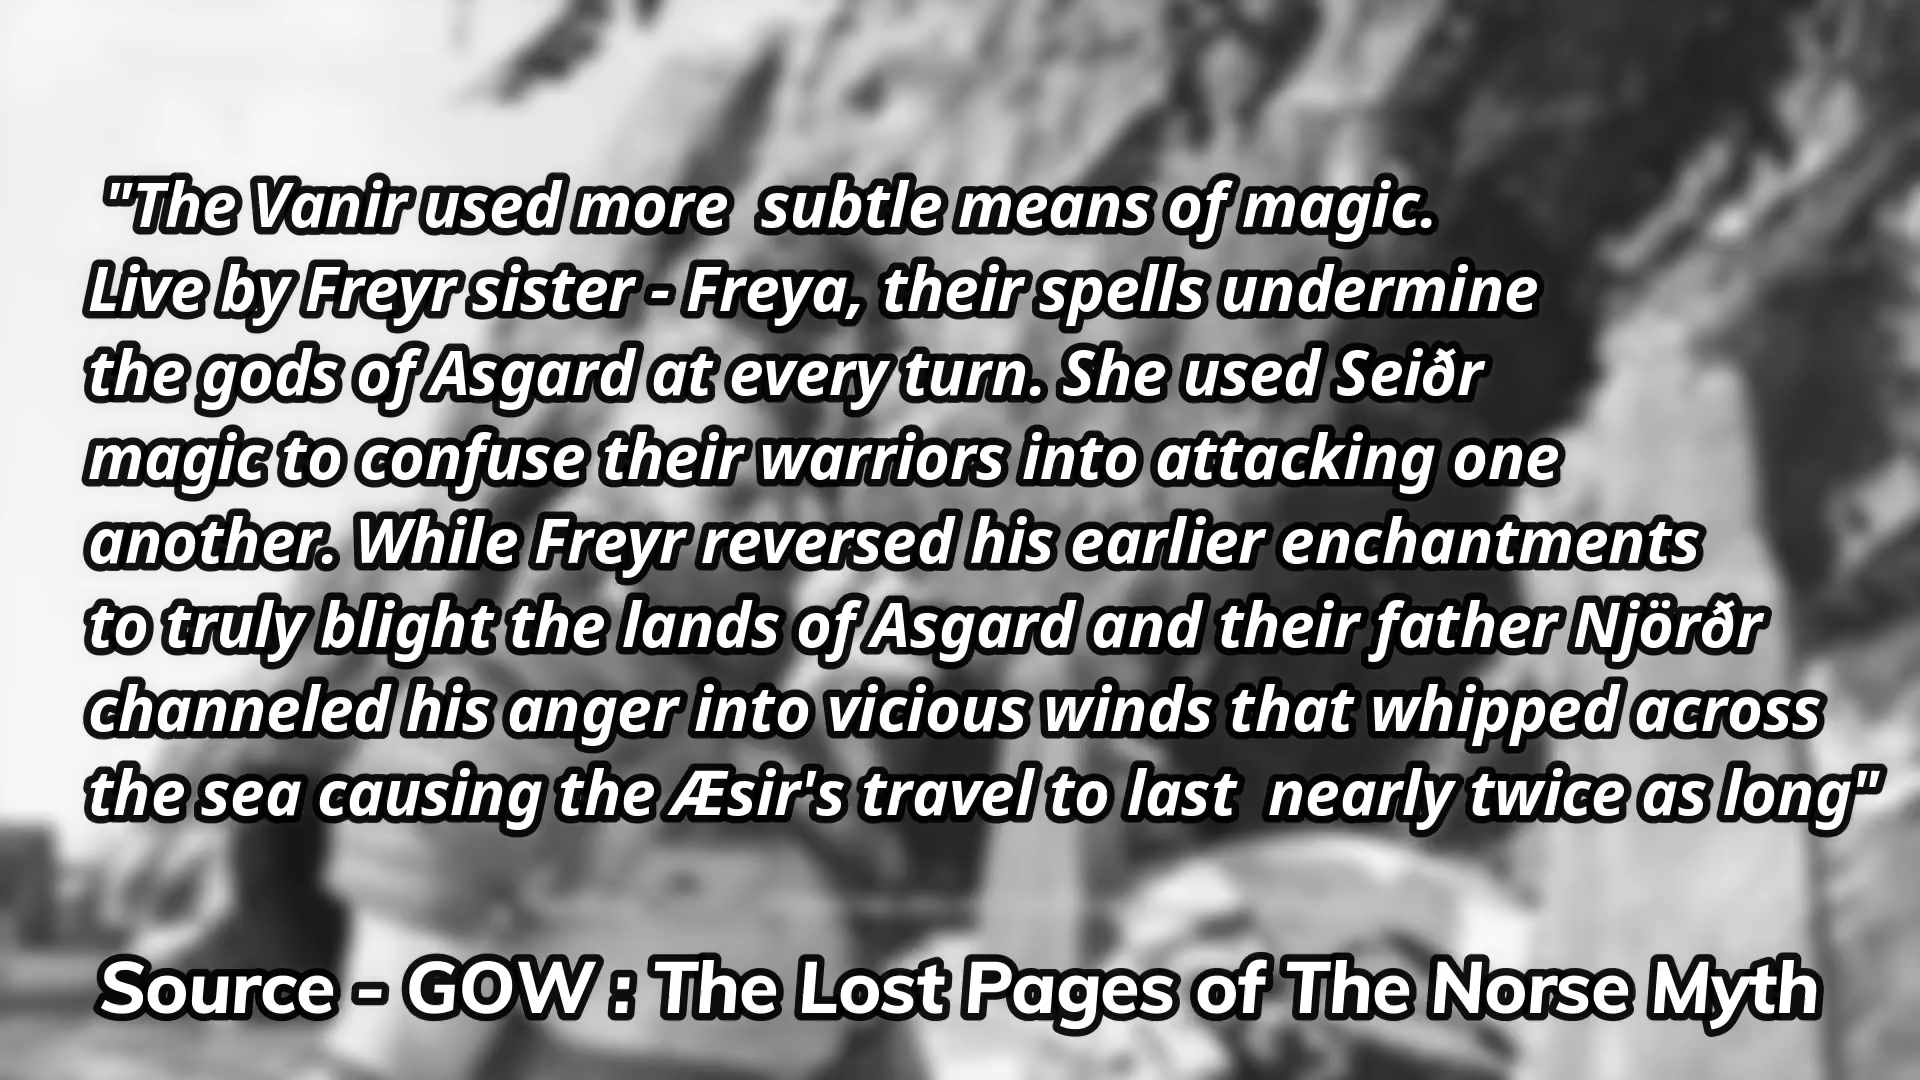 "The Vanir used more  subtle means of magic.
Live by Freyr sister - Freya, their spells undermine
the gods of Asgard at every turn. She used Seiðr
magic to confuse their warriors into attacking one
another. While Freyr reversed his earlier enchantments
to truly blight the lands of Asgard and their father Njörðr
channeled his anger into vicious winds that whipped across
the sea causing the Æsir's travel to last  nearly twice as long"
Source - GOW : The Lost Pages of The Norse Myth